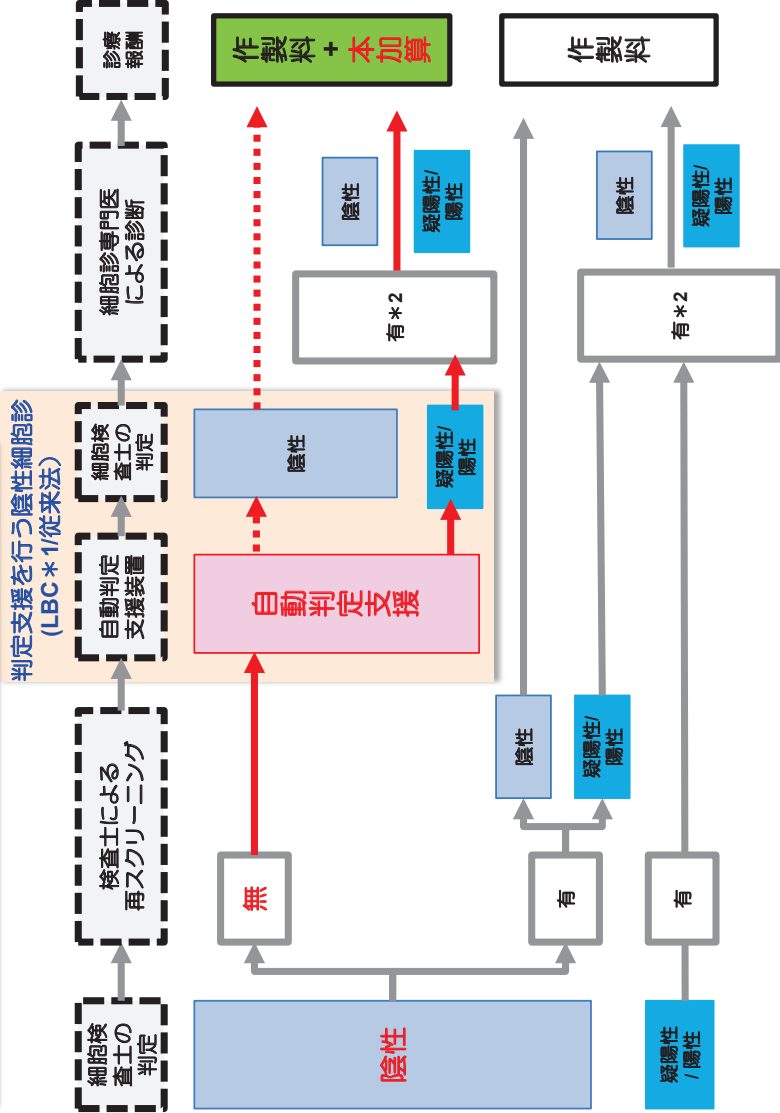 細胞検
査士の
判定
検査士による
再スクリーニング
自動判定
支援装置
細胞検
査士の
判定
細胞診専門医
による診断
診療
報酬
判定支援を行う陰性細胞診
(LBC＊1/従来法)
陰性
無
自動判定支援
陰性
疑陽性/
陽性
有＊2
陰性
疑陽性/
陽性
作製料 + 本加算
有
陰性
疑陽性/
陽性
疑陽性
/ 陽性
有
有＊2
陰性
疑陽性/
陽性
作製料